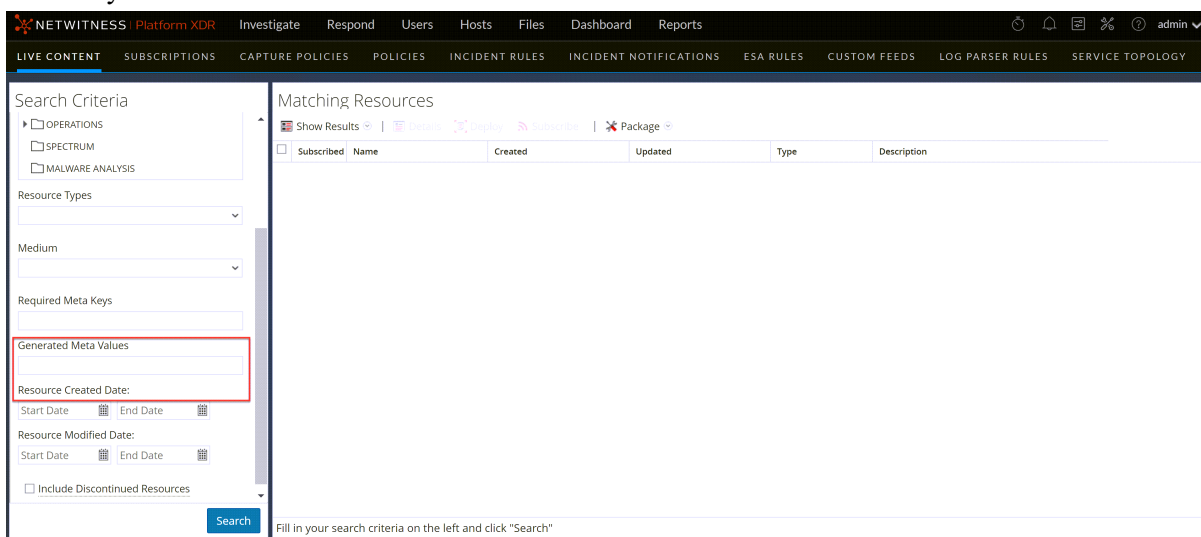 NETWITNESS | Platform XDR Investigate Respond Users Hosts Files Dashboard Reports admin
LIVE CONTENT SUBSCRIPTIONS CAPTURE POLICIES POLICIES INCIDENT RULES INCIDENT NOTIFICATIONS ESA RULES CUSTOM FEEDS LOG PARSER RULES SERVICE TOPOLOGY
Search Criteria
OPERATIONS
SPECTRUM
MALWARE ANALYSIS
Resource Types
Medium
Required Meta Keys
Generated Meta Values
Resource Created Date:
Start Date End Date
Resource Modified Date:
Start Date End Date
Include Discontinued Resources
Search
Matching Resources
Show Results | Details Deploy Subscribe | Package
Subscribed Name Created Updated Type Description
Fill in your search criteria on the left and click "Search"